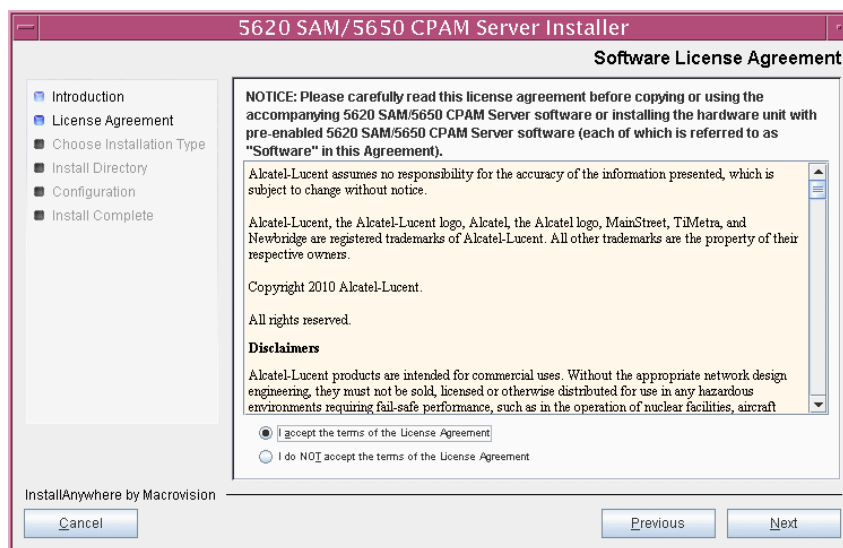 5620 SAM/5650 CPAM Server Installer
Software License Agreement
Introduction
License Agreement
Choose Installation Type
Install Directory
Configuration
Install Complete
NOTICE: Please carefully read this license agreement before copying or using the
accompanying 5620 SAM/5650 CPAM Server software or installing the hardware unit with
pre-enabled 5620 SAM/5650 CPAM Server software (each of which is referred to as
"Software" in this Agreement).
Alcatel-Lucent assumes no responsibility for the accuracy of the information presented, which is
subject to change without notice.
Alcatel-Lucent, the Alcatel-Lucent logo, Alcatel, the Alcatel logo, MainStreet, TiMetra, and
Newbridge are registered trademarks of Alcatel-Lucent. All other trademarks are the property of their
respective owners.
Copyright 2010 Alcatel-Lucent.
All rights reserved.
Disclaimers
Alcatel-Lucent products are intended for commercial uses. Without the appropriate network design
engineering, they must not be sold, licensed or otherwise distributed for use in any hazardous
environments requiring fail-safe performance, such as in the operation of nuclear facilities, aircraft
I accept the terms of the License Agreement
I do NOT accept the terms of the License Agreement
InstallAnywhere by Macrovision
Cancel
Previous
Next